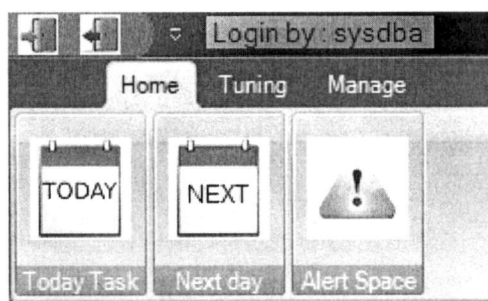 Login by : sysdba
Home Tuning Manage
TODAY NEXT
Today Task Next day Alert Space